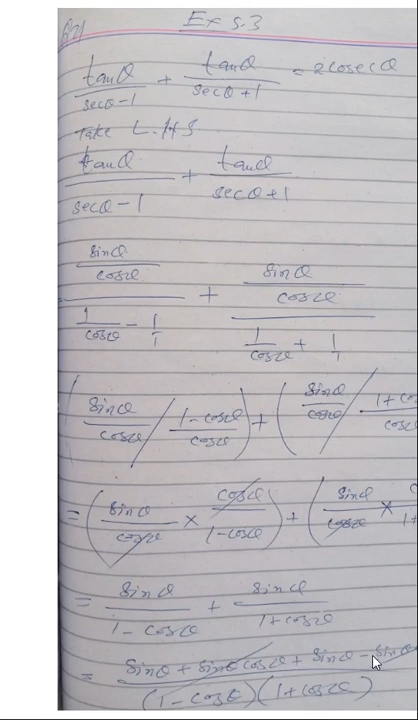 Ex 5.3
tanθ/secθ-1 + tanθ/secθ+1 = 2cosecθ
Take L.H.S
tanθ/secθ-1 + tanθ/secθ+1
sinθ/cosθ / 1/cosθ - 1/1 + sinθ/cosθ / 1/cosθ + 1/1
(sinθ/cosθ / 1-cosθ/cosθ) + (sinθ/cosθ / 1+co/cos
= (sinθ/cosθ × cosθ/1-cosθ) + (sinθ/cosθ × /1+
= sinθ/1-cosθ + sinθ/1+cosθ
= sinθ + sinθ cosθ + sinθ - sinθ/(1-cosθ)(1+cosθ)